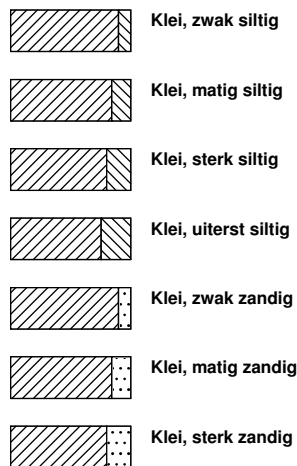 Klei, zwak siltig
Klei, matig siltig
Klei, sterk siltig
Klei, uiterst siltig
Klei, zwak zandig
Klei, matig zandig
Klei, sterk zandig